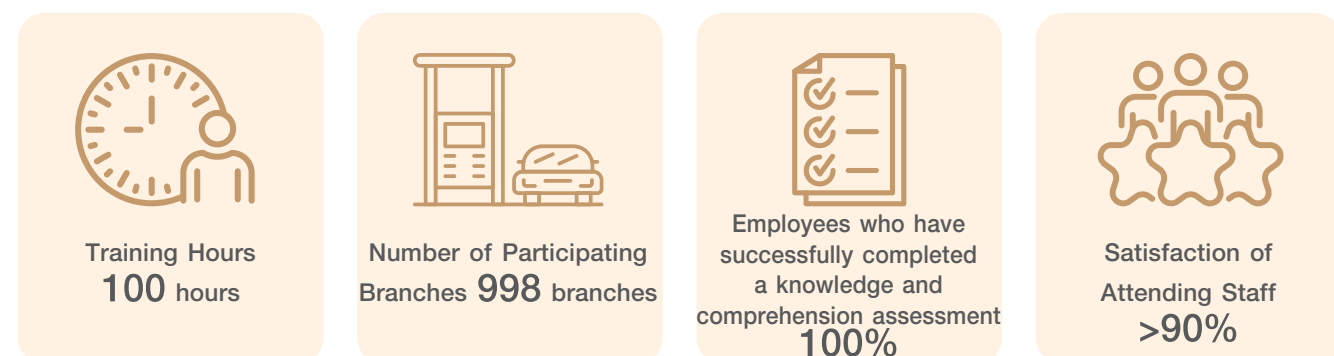 Training Hours
100 hours
Number of Participating
Branches 998 branches
Employees who have
successfully completed
a knowledge and
comprehension assessment
100%
Satisfaction of
Attending Staff
>90%